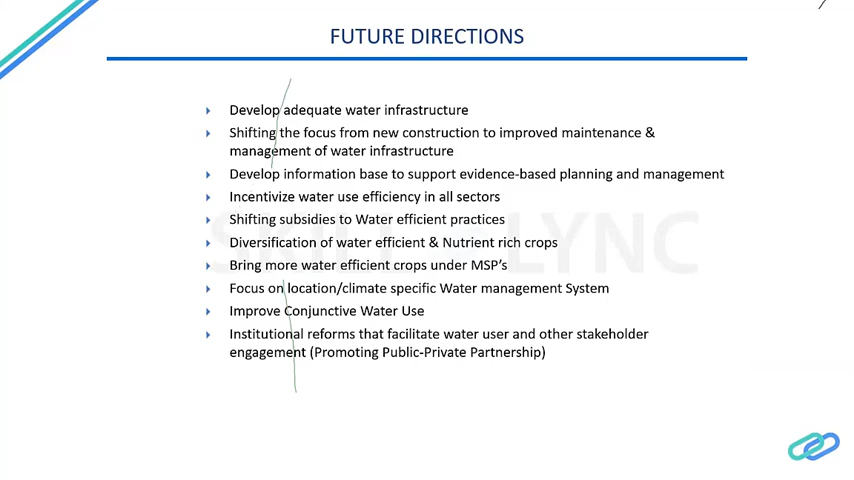 FUTURE DIRECTIONS
Develop adequate water infrastructure
Shifting the focus from new construction to improved maintenance &
management of water infrastructure
Develop information base to support evidence-based planning and management
Incentivize water use efficiency in all sectors
Shifting subsidies to Water efficient practices
Diversification of water efficient & Nutrient rich crops
Bring more water efficient crops under MSP's
Focus on location/climate specific Water management System
Improve Conjunctive Water Use
Institutional reforms that facilitate water user and other stakeholder
engagement (Promoting Public-Private Partnership)